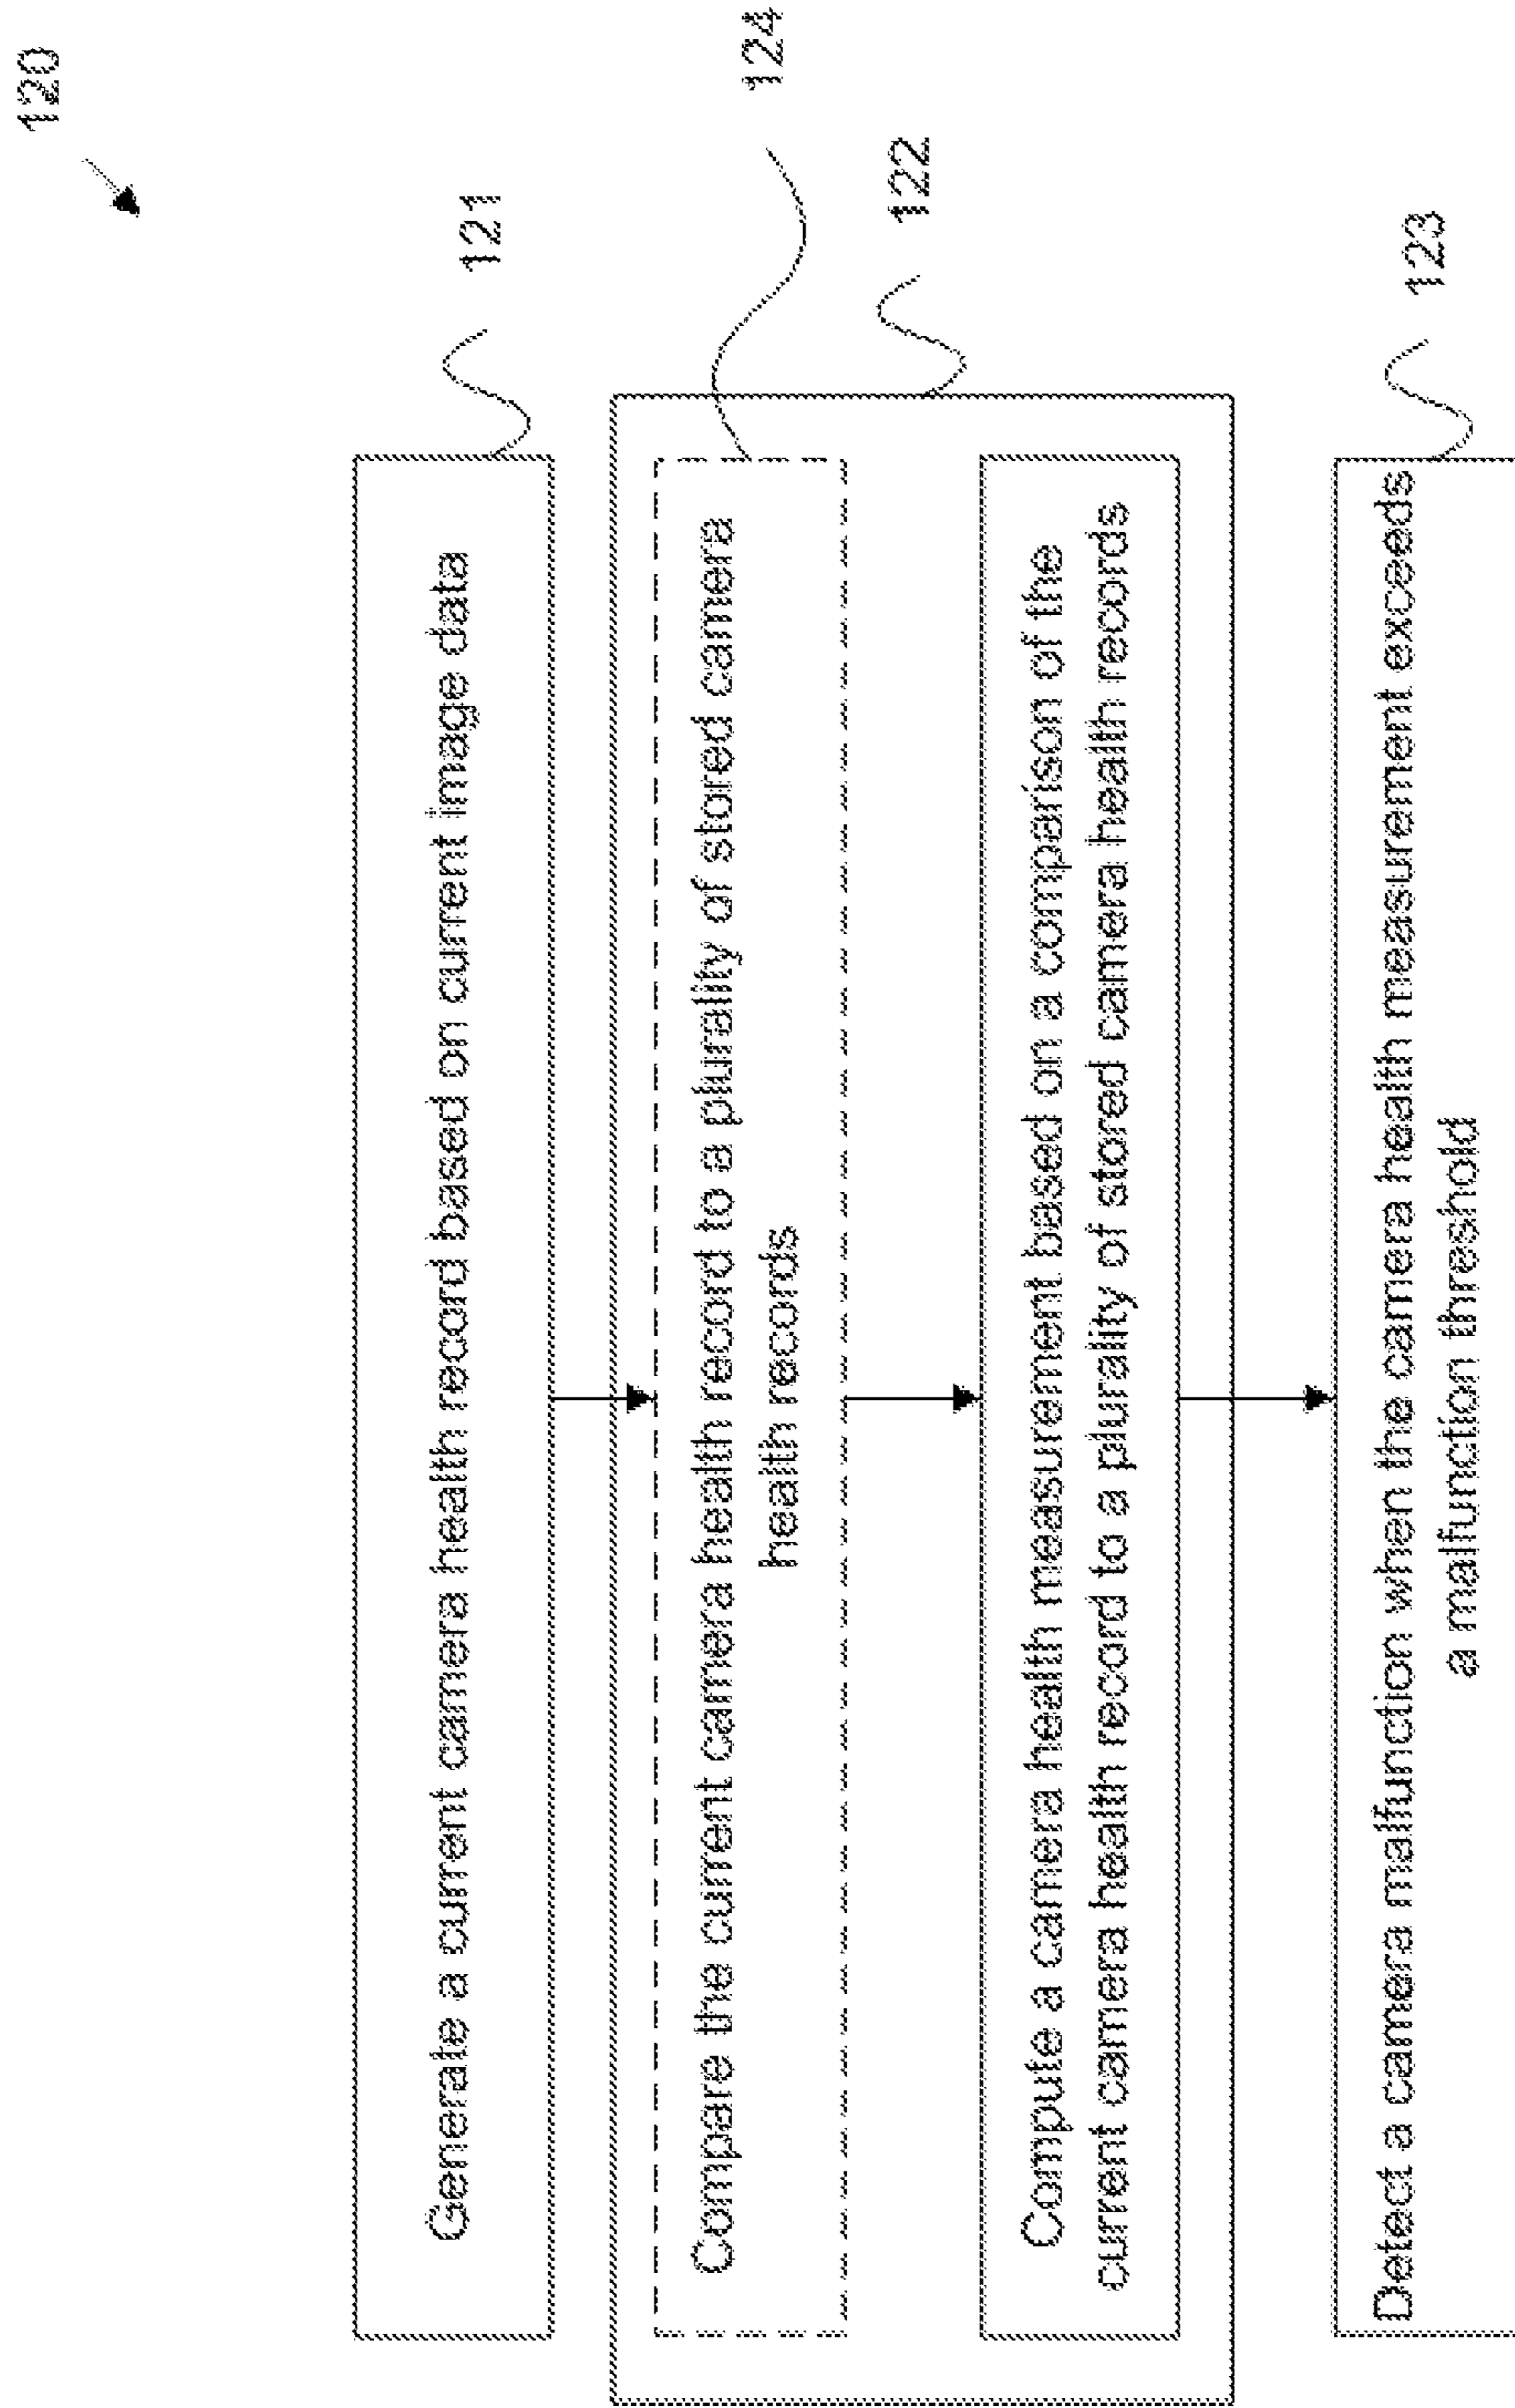 120
Generate a current camera health record based on current image data
121
Compare the current camera health record to a plurality of stored camera
health records
124
122
Compute a camera health measurement based on a comparison of the
current camera health record to a plurality of stored camera health records
Detect a camera malfunction when the camera health measurement exceeds
a malfunction threshold
123